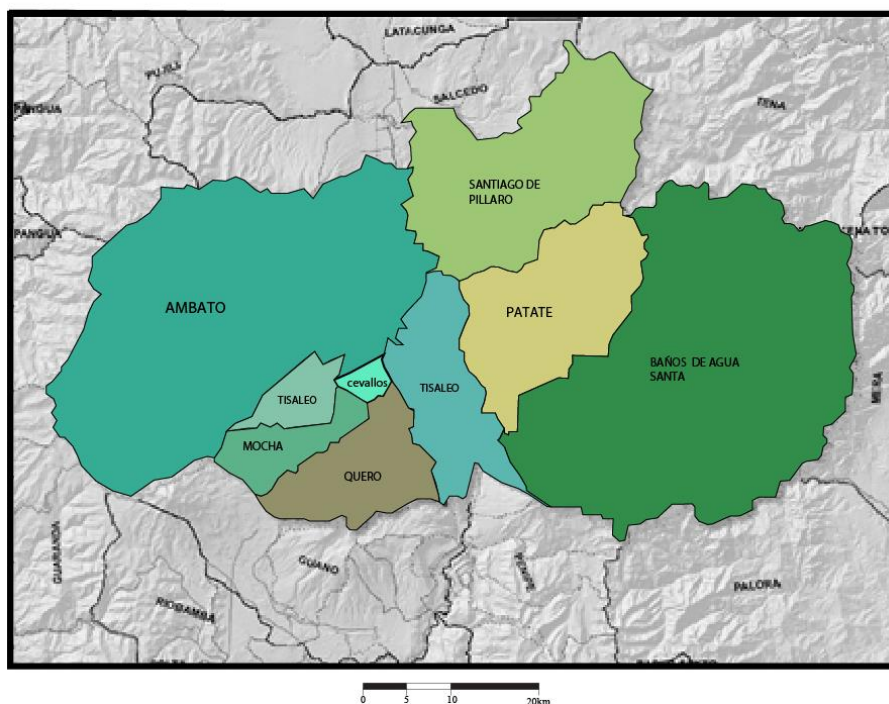 LATACUNGA
PUJILI
SALCEDO
PANGUA
TENA
SANTIAGO DE
PILLARO
PANGUA
AMBATO
PATATE
BAÑOS DE AGUA
SANTA
cevallos
TISALEO
TISALEO
MERA
MOCHA
QUERO
GUARANDA
GUANO
PENIPE
PALORA
RIOBAMBA
0 5 10 20km